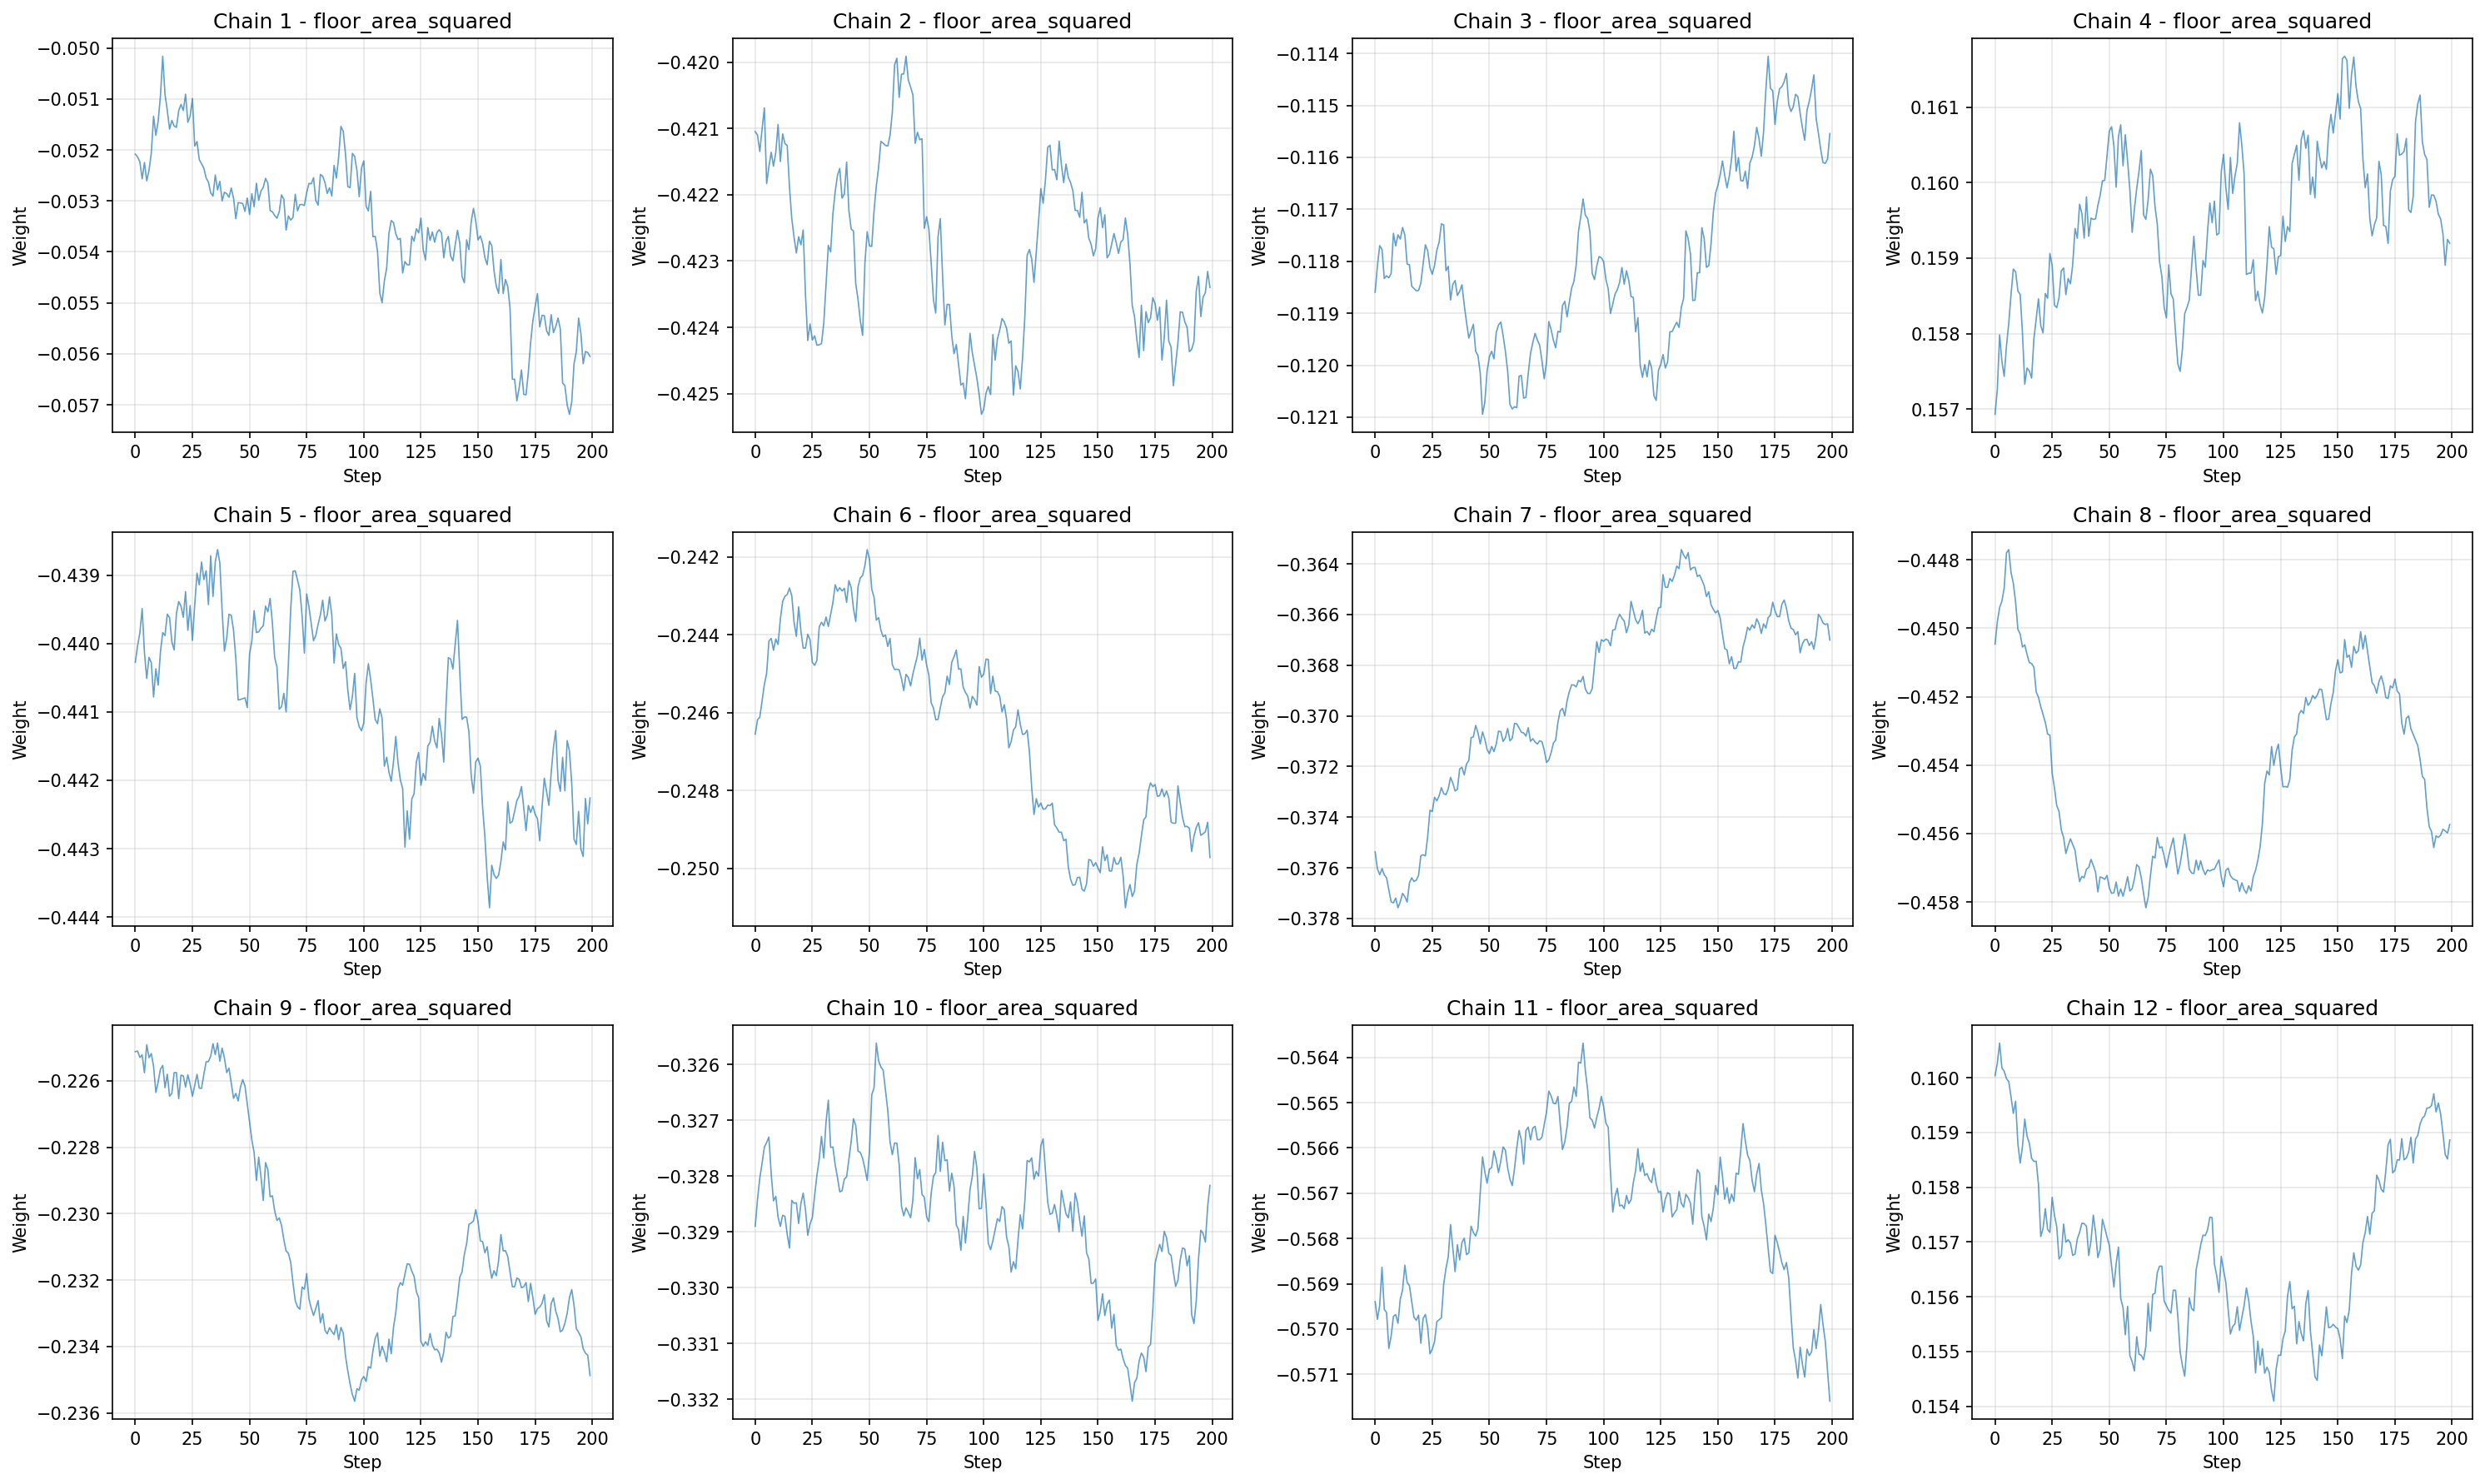 Chain 1 - floor_area_squared
−0.050
−0.051
−0.052
−0.053
−0.054
−0.055
−0.056
−0.057
Weight
0 25 50 75 100 125 150 175 200
Step
Chain 2 - floor_area_squared
−0.420
−0.421
−0.422
−0.423
−0.424
−0.425
Weight
0 25 50 75 100 125 150 175 200
Step
Chain 3 - floor_area_squared
−0.114
−0.115
−0.116
−0.117
−0.118
−0.119
−0.120
−0.121
Weight
0 25 50 75 100 125 150 175 200
Step
Chain 4 - floor_area_squared
0.161
0.160
0.159
0.158
0.157
Weight
0 25 50 75 100 125 150 175 200
Step
Chain 5 - floor_area_squared
−0.439
−0.440
−0.441
−0.442
−0.443
−0.444
Weight
0 25 50 75 100 125 150 175 200
Step
Chain 6 - floor_area_squared
−0.242
−0.244
−0.246
−0.248
−0.250
Weight
0 25 50 75 100 125 150 175 200
Step
Chain 7 - floor_area_squared
−0.364
−0.366
−0.368
−0.370
−0.372
−0.374
−0.376
−0.378
Weight
0 25 50 75 100 125 150 175 200
Step
Chain 8 - floor_area_squared
−0.448
−0.450
−0.452
−0.454
−0.456
−0.458
Weight
0 25 50 75 100 125 150 175 200
Step
Chain 9 - floor_area_squared
−0.226
−0.228
−0.230
−0.232
−0.234
−0.236
Weight
0 25 50 75 100 125 150 175 200
Step
Chain 10 - floor_area_squared
−0.326
−0.327
−0.328
−0.329
−0.330
−0.331
−0.332
Weight
0 25 50 75 100 125 150 175 200
Step
Chain 11 - floor_area_squared
−0.564
−0.565
−0.566
−0.567
−0.568
−0.569
−0.570
−0.571
Weight
0 25 50 75 100 125 150 175 200
Step
Chain 12 - floor_area_squared
0.160
0.159
0.158
0.157
0.156
0.155
0.154
Weight
0 25 50 75 100 125 150 175 200
Step